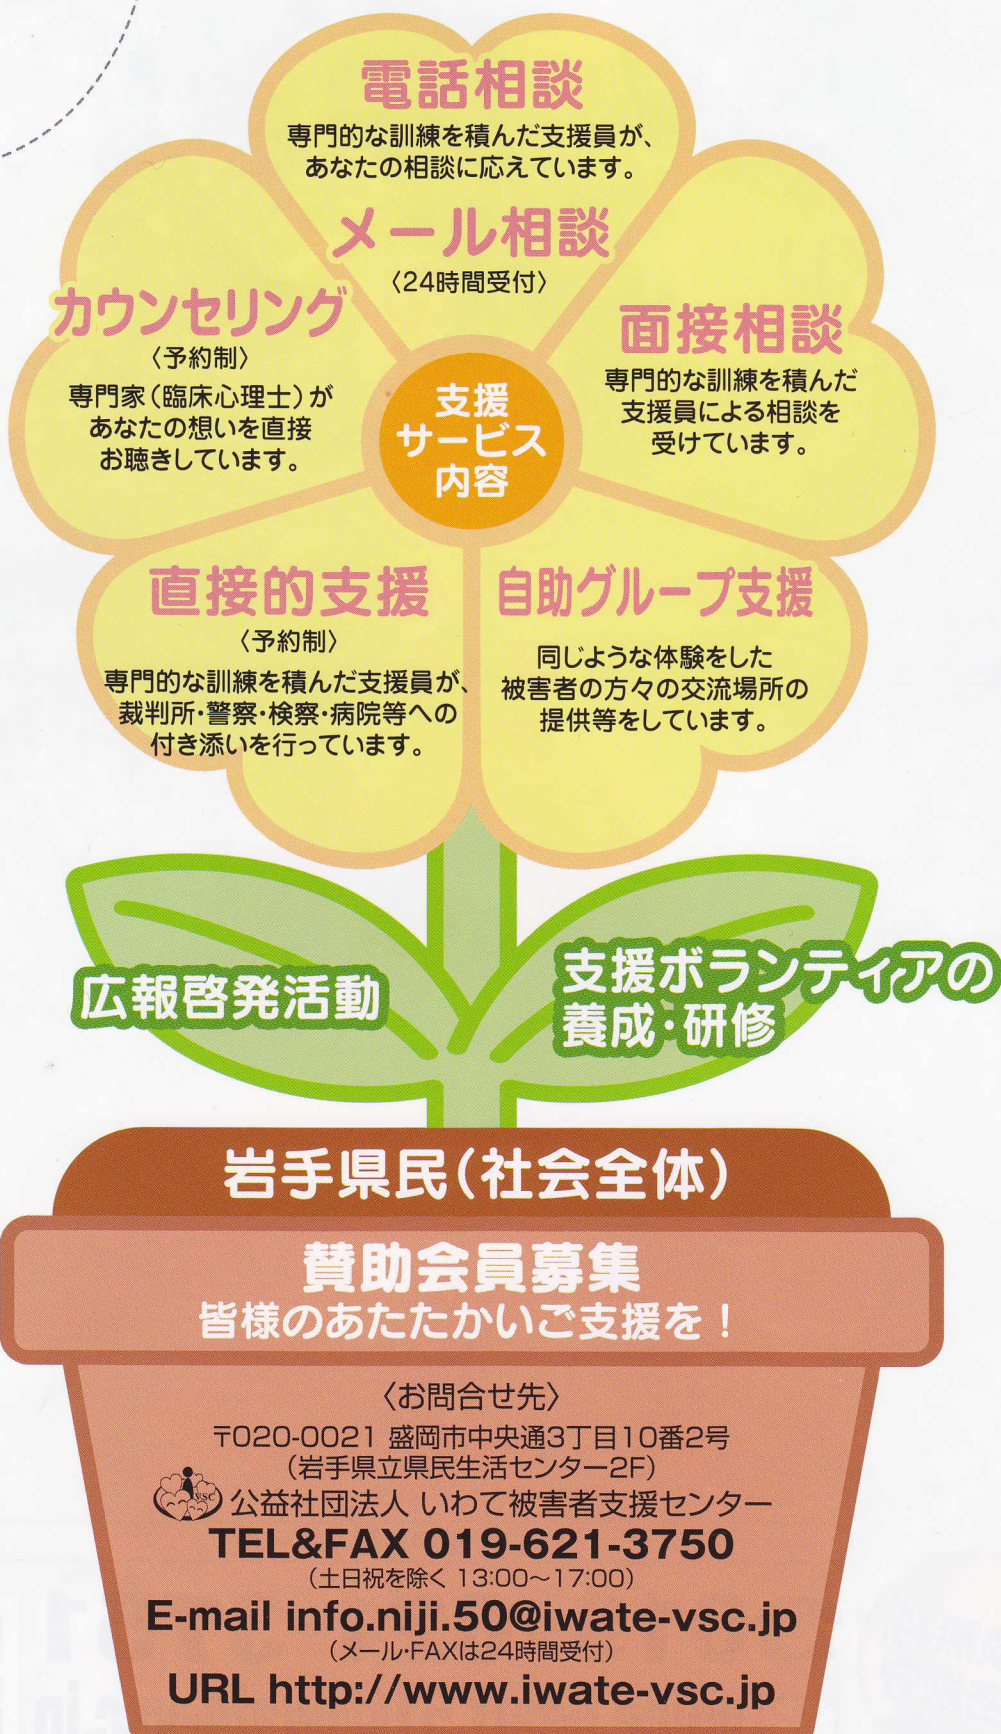 電話相談
専門的な訓練を積んだ支援員が、
あなたの相談に応えています。
メール相談
〈24時間受付〉
カウンセリング
〈予約制〉
専門家（臨床心理士）が
あなたの想いを直接
お聴きしています。
面接相談
専門的な訓練を積んだ
支援員による相談を
受けています。
支援
サービス
内容
直接的支援
〈予約制〉
専門的な訓練を積んだ支援員が、
裁判所・警察・検察・病院等への
付き添いを行っています。
自助グループ支援
同じような体験をした
被害者の方々の交流場所の
提供等をしています。
広報啓発活動
支援ボランティアの
養成・研修
岩手県民（社会全体）
賛助会員募集
皆様のあたたかいご支援を！
〈お問合せ先〉
〒020-0021 盛岡市中央通3丁目10番2号
（岩手県立県民生活センター2F）
vsc 公益社団法人 いわて被害者支援センター
TEL&FAX 019-621-3750
（土日祝を除く 13:00〜17:00）
E-mail info.niji.50@iwate-vsc.jp
（メール・FAXは24時間受付）
URL http://www.iwate-vsc.jp